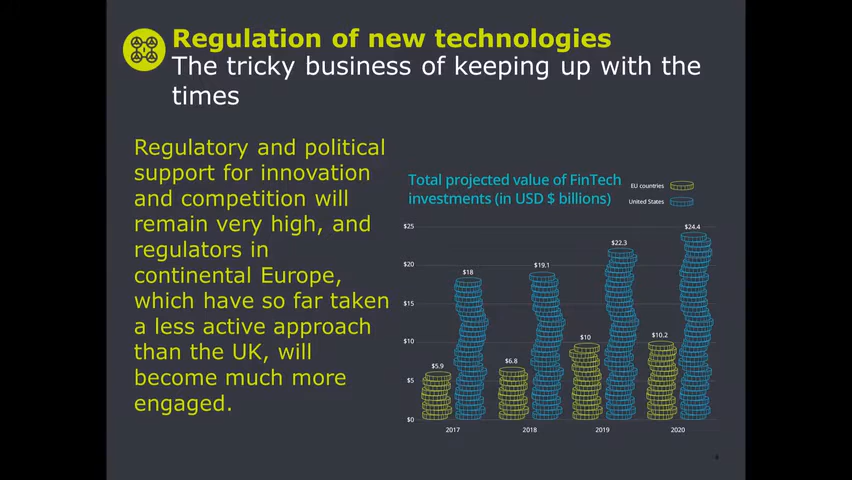 Regulation of new technologies
The tricky business of keeping up with the
times
Regulatory and political
support for innovation
and competition will
remain very high, and
regulators in
continental Europe,
which have so far taken
a less active approach
than the UK, will
become much more
engaged.
Total projected value of FinTech
investments (in USD $ billions)
EU countries
United States
$25
$20
$15
$10
$5
$0
$5.9
$18
$6.8
$19.1
$10
$22.3
$10.2
$24.4
2017
2018
2019
2020